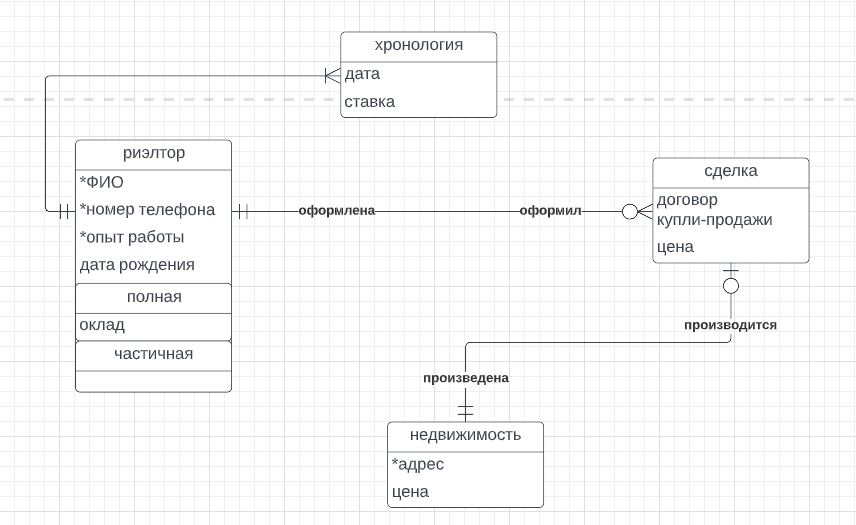 хронология
дата
ставка
риэлтор
*ФИО
*номер телефона
*опыт работы
дата рождения
полная
оклад
частичная
оформлена
оформил
сделка
договор
купли-продажи
цена
производится
произведена
недвижимость
*адрес
цена